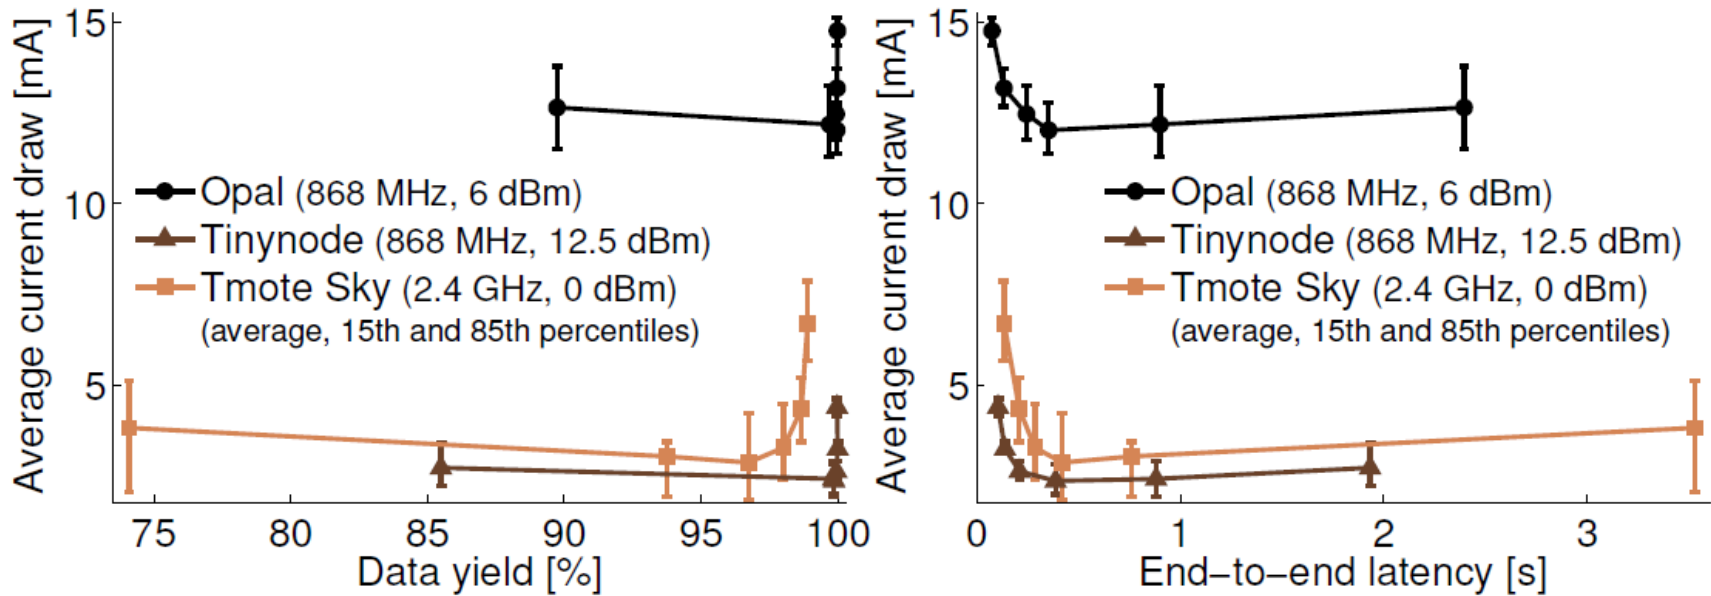 Average current draw [mA]
15
10
5
Opal (868 MHz, 6 dBm)
Tinynode (868 MHz, 12.5 dBm)
Tmote Sky (2.4 GHz, 0 dBm)
(average, 15th and 85th percentiles)
75 80 85 90 95 100
Data yield [%]
Average current draw [mA]
15
10
5
Opal (868 MHz, 6 dBm)
Tinynode (868 MHz, 12.5 dBm)
Tmote Sky (2.4 GHz, 0 dBm)
(average, 15th and 85th percentiles)
0 1 2 3
End−to−end latency [s]